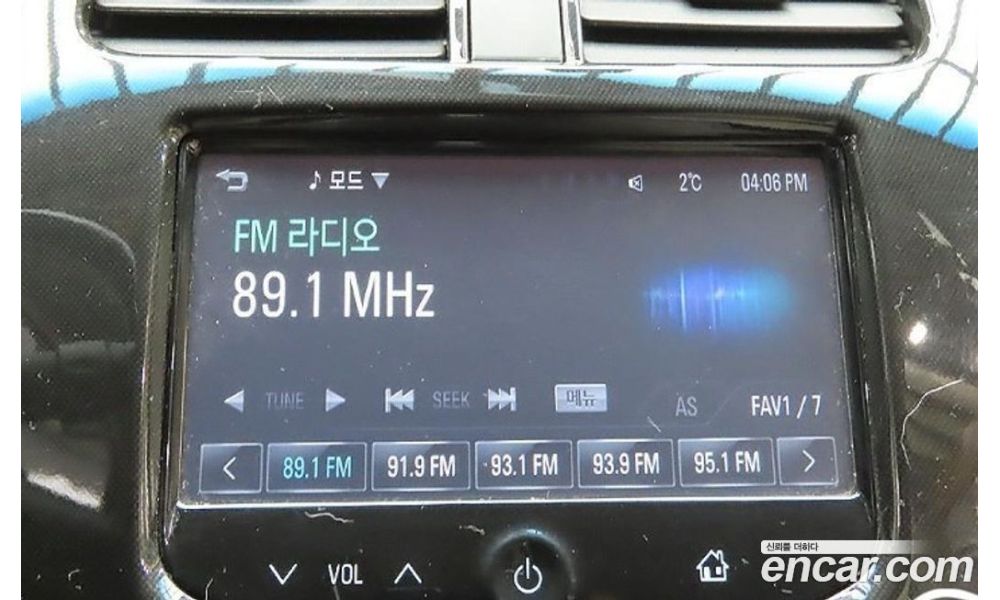 모드 2℃ 04:06 PM
FM 라디오
89.1 MHz
TUNE SEEK 메뉴 AS FAV1 / 7
< 89.1 FM 91.9 FM 93.1 FM 93.9 FM 95.1 FM >
VOL
신뢰를 더하다
encar.com